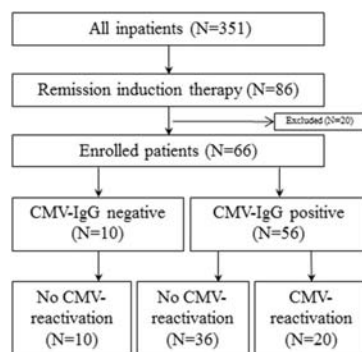 All inpatients (N=351)
Remission induction therapy (N=86)
Excluded (N=20)
Enrolled patients (N=66)
CMV-IgG negative
(N=10)
CMV-IgG positive
(N=56)
No CMV-
reactivation
(N=10)
No CMV-
reactivation
(N=36)
CMV-
reactivation
(N=20)